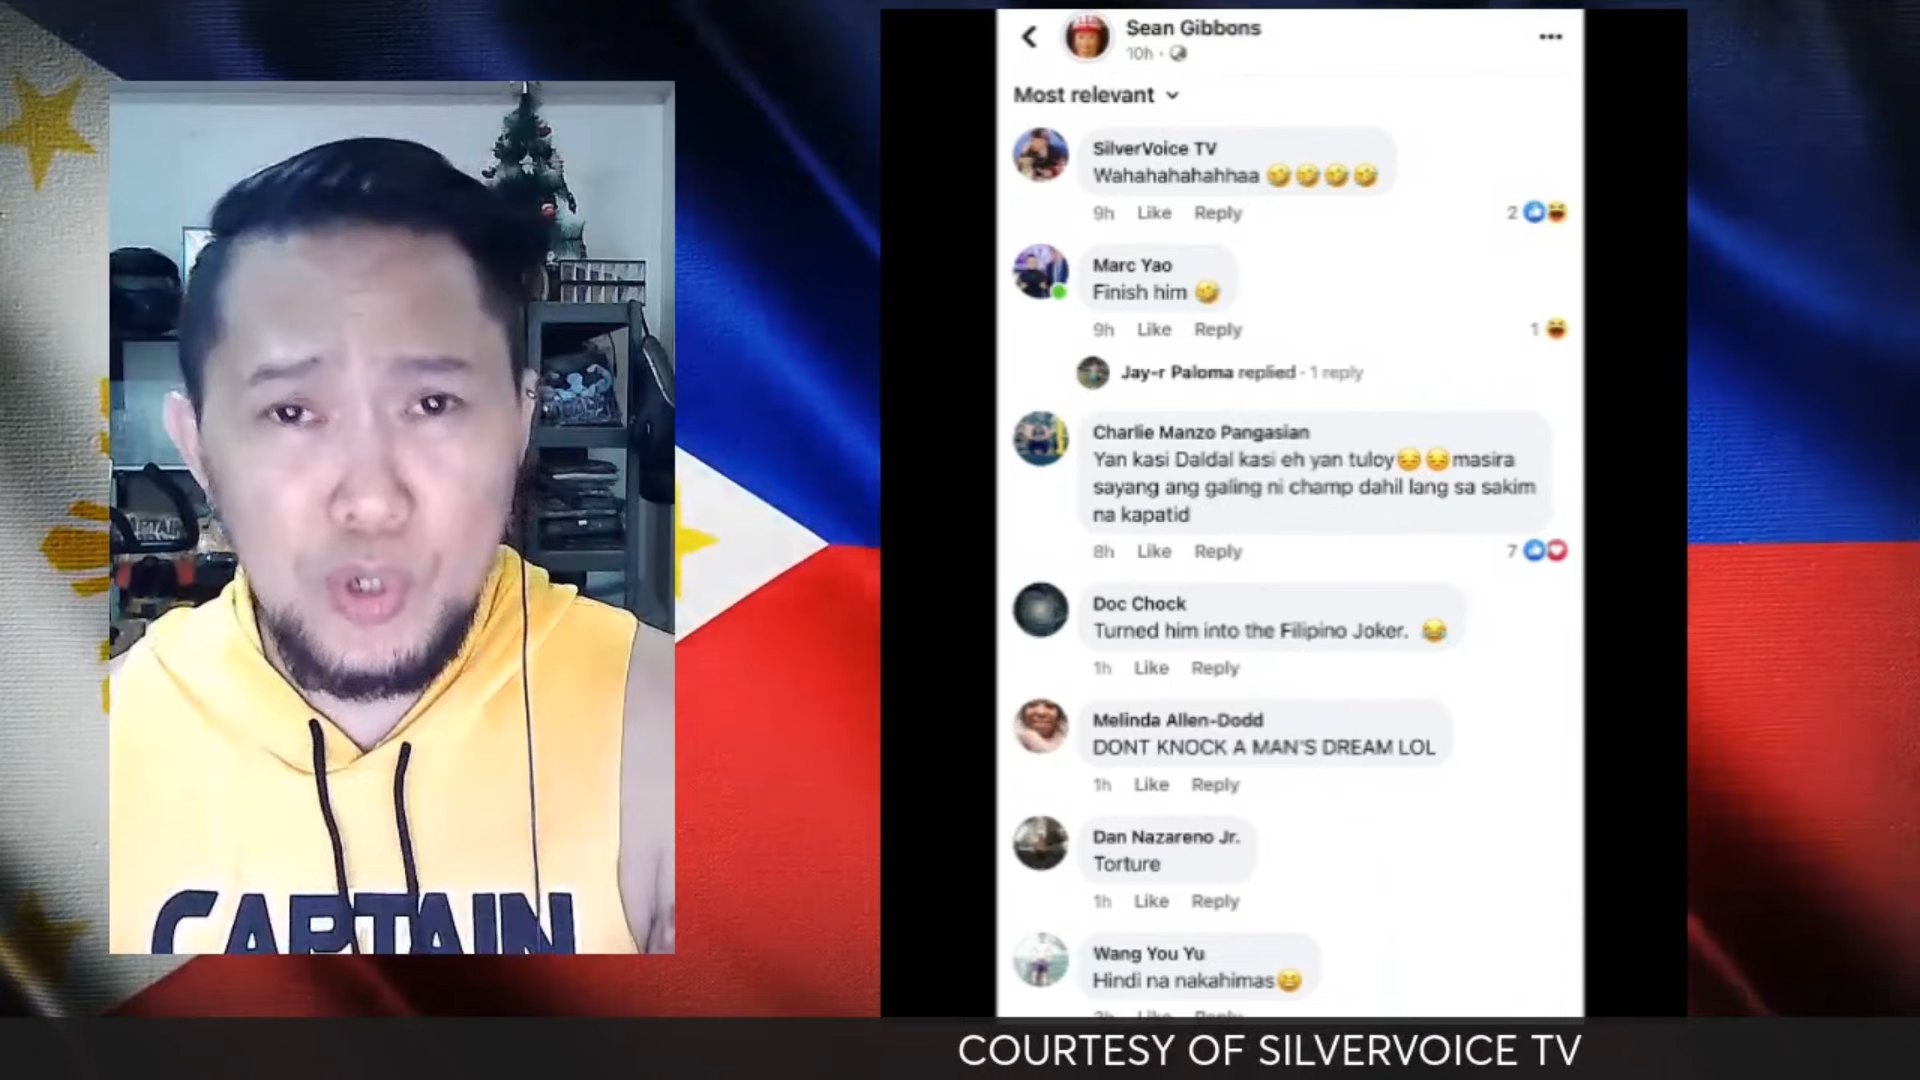 CAPTAIN
Sean Gibbons
10h
Most relevant
SilverVoice TV
Wahahahahahhaa 🤣🤣🤣🤣
9h Like Reply
2
Marc Yao
Finish him 🤣
9h Like Reply
1
Jay-r Paloma replied · 1 reply
Charlie Manzo Pangasian
Yan kasi Daldal kasi eh yan tuloy😔😔masira
sayang ang galing ni champ dahil lang sa sakim
na kapatid
8h Like Reply
7
Doc Chock
Turned him into the Filipino Joker. 😂
1h Like Reply
Melinda Allen-Dodd
DONT KNOCK A MAN'S DREAM LOL
1h Like Reply
Dan Nazareno Jr.
Torture
1h Like Reply
Wang You Yu
Hindi na nakahimas😆
Like Reply
COURTESY OF SILVERVOICE TV